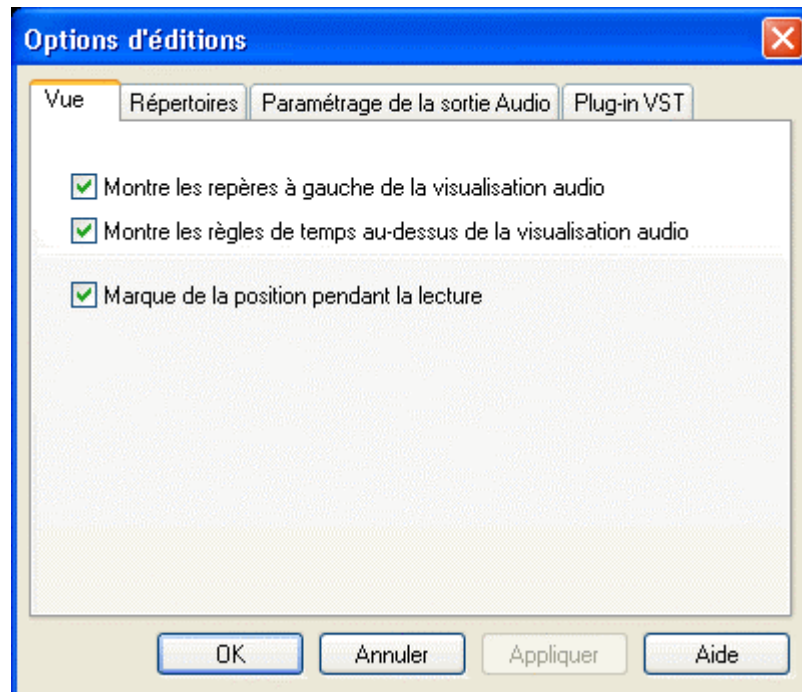 Options d'éditions
Vue Répertoires Paramétrage de la sortie Audio Plug-in VST
Montre les repères à gauche de la visualisation audio
Montre les règles de temps au-dessus de la visualisation audio
Marque de la position pendant la lecture
OK Annuler Appliquer Aide